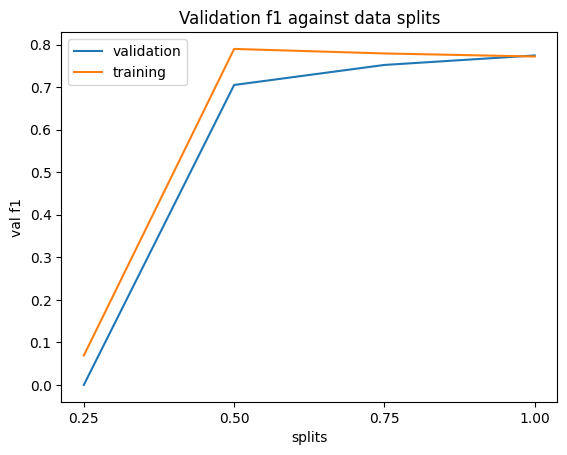 Validation f1 against data splits
validation
training
0.8
0.7
0.6
0.5
0.4
0.3
0.2
0.1
0.0
val f1
0.25 0.50 0.75 1.00
splits